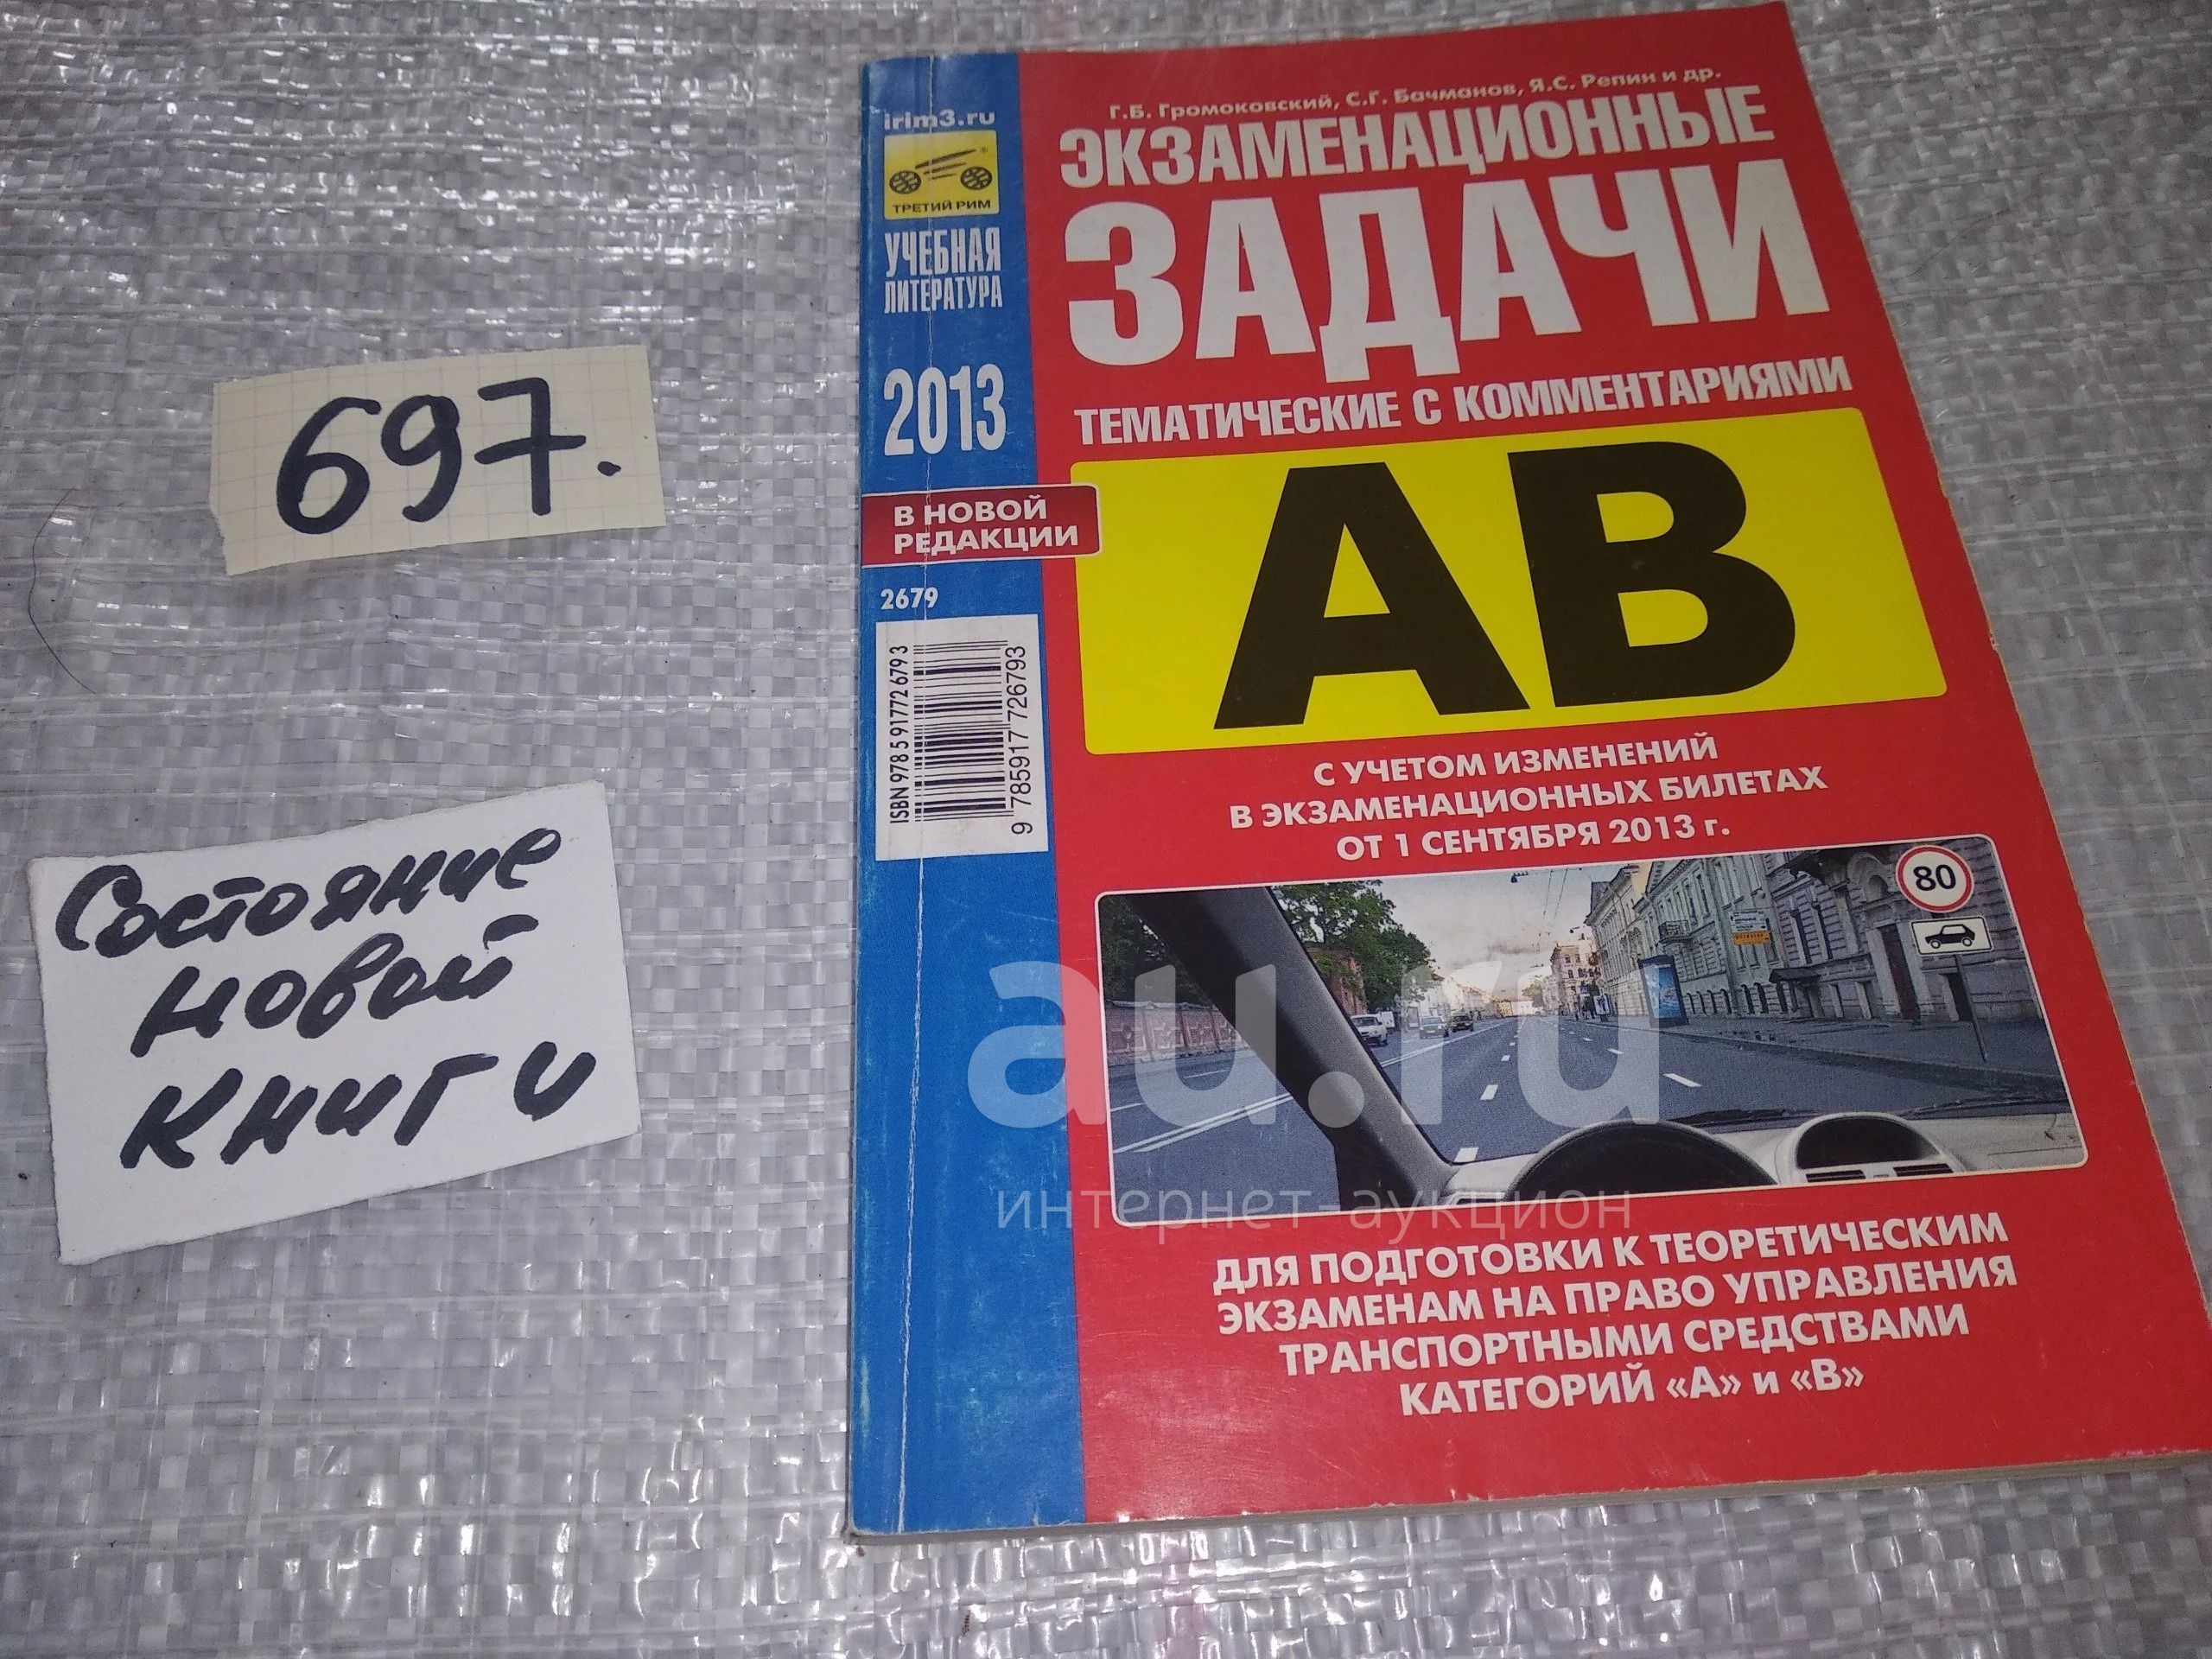 697.
Состояние
новой
книги
irim3.ru
ТРЕТИЙ РИМ
УЧЕБНАЯ
ЛИТЕРАТУРА
2013
В НОВОЙ
РЕДАКЦИИ
2679
ISBN 978 5 91772 679 3
9 785917 726793
Г.Б. Громоковский, С.Г. Бачманов, Я.С. Репин и др.
ЭКЗАМЕНАЦИОННЫЕ
ЗАДАЧИ
ТЕМАТИЧЕСКИЕ С КОММЕНТАРИЯМИ
АВ
С УЧЕТОМ ИЗМЕНЕНИЙ
В ЭКЗАМЕНАЦИОННЫХ БИЛЕТАХ
ОТ 1 СЕНТЯБРЯ 2013 г.
80
au.ru
интернет-аукцион
ДЛЯ ПОДГОТОВКИ К ТЕОРЕТИЧЕСКИМ
ЭКЗАМЕНАМ НА ПРАВО УПРАВЛЕНИЯ
ТРАНСПОРТНЫМИ СРЕДСТВАМИ
КАТЕГОРИЙ «А» и «В»